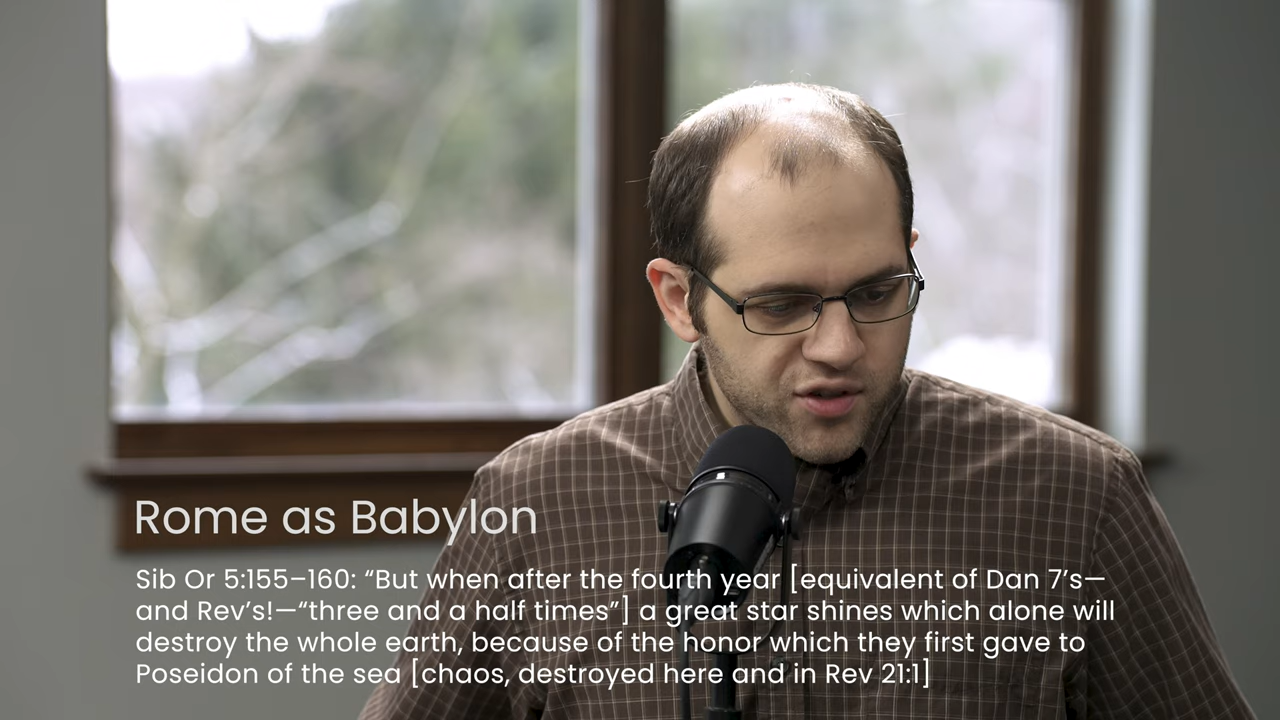 Rome as Babylon
Sib Or 5:155–160: “But when after the fourth year [equivalent of Dan 7’s—
and Rev’s!—“three and a half times”] a great star shines which alone will
destroy the whole earth, because of the honor which they first gave to
Poseidon of the sea [chaos, destroyed here and in Rev 21:1]